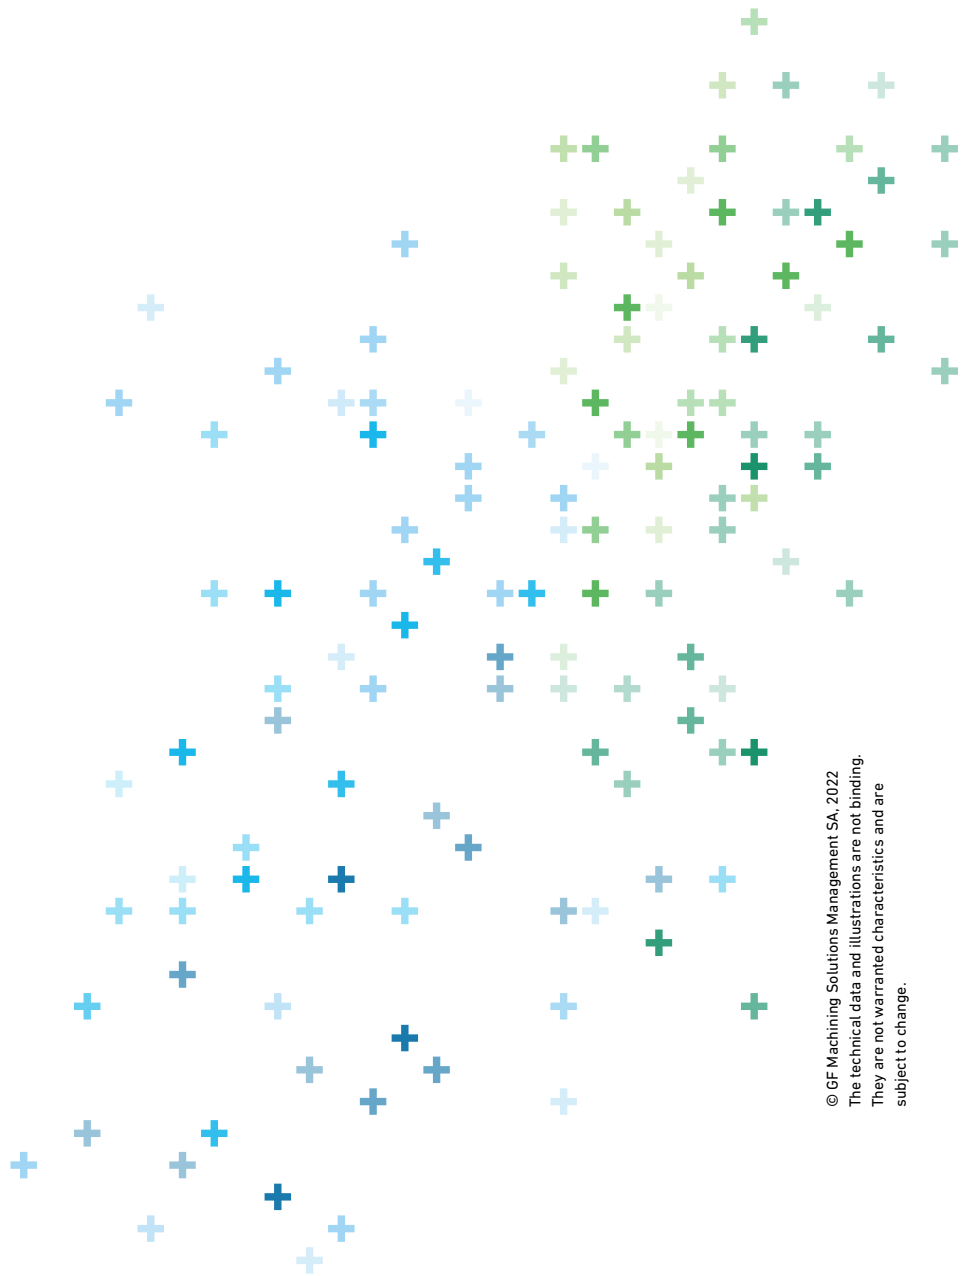 © GF Machining Solutions Management SA, 2022
The technical data and illustrations are not binding.
They are not warranted characteristics and are
subject to change.